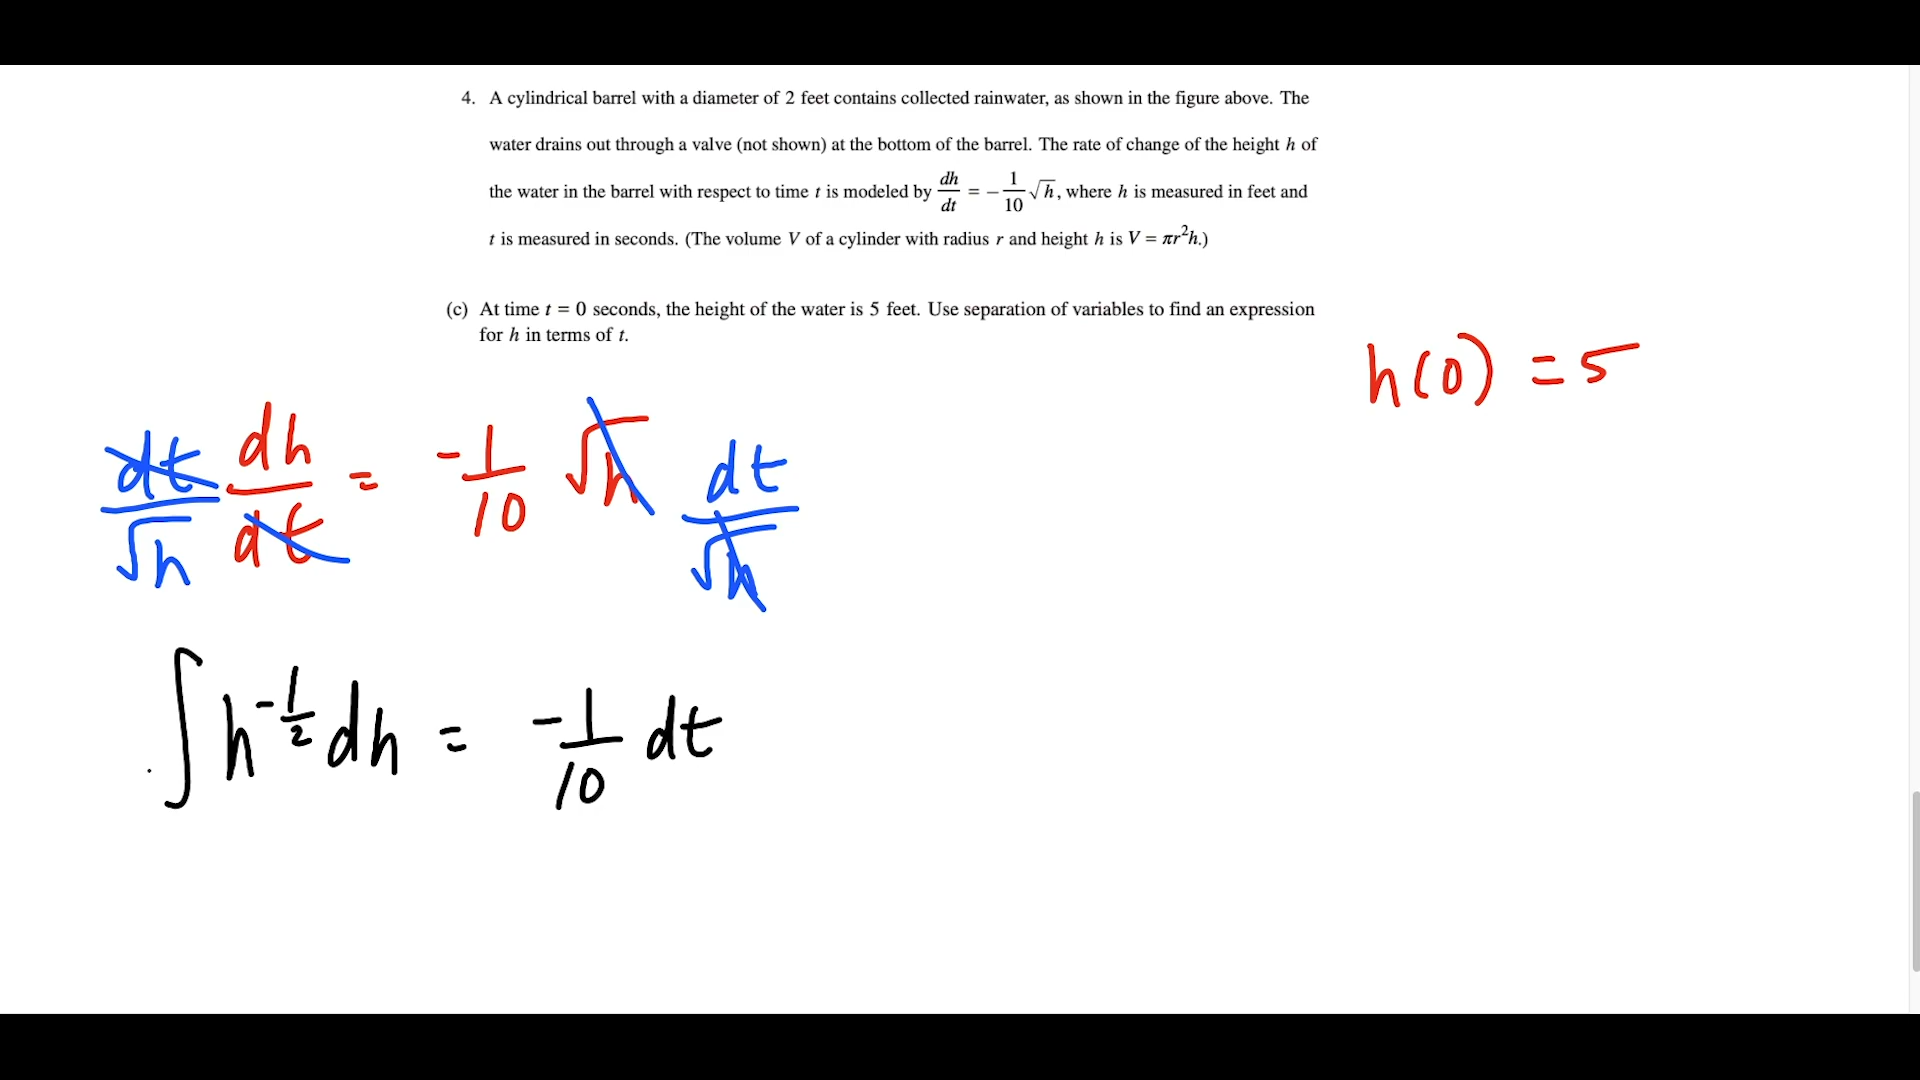 4. A cylindrical barrel with a diameter of 2 feet contains collected rainwater, as shown in the figure above. The
water drains out through a valve (not shown) at the bottom of the barrel. The rate of change of the height h of
the water in the barrel with respect to time t is modeled by dh/dt = −1/10 √h, where h is measured in feet and
t is measured in seconds. (The volume V of a cylinder with radius r and height h is V = πr²h.)
(c) At time t = 0 seconds, the height of the water is 5 feet. Use separation of variables to find an expression
for h in terms of t.
h(0) = 5
dt/√h dh/dt = -1/10 √h dt/√h
∫ h^-1/2 dh = -1/10 dt